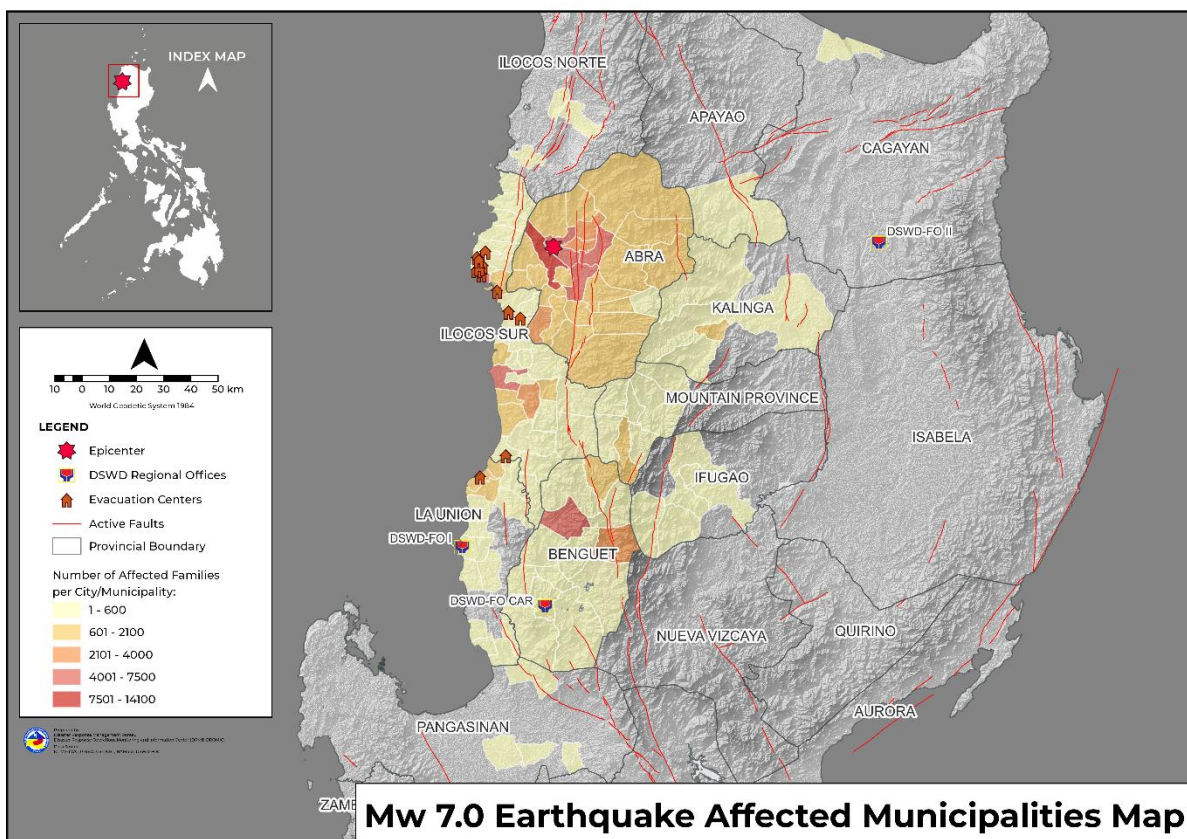 INDEX MAP
10 0 10 20 30 40 50 km
World Geodetic System 1984
LEGEND
Epicenter
DSWD Regional Offices
Evacuation Centers
Active Faults
Provincial Boundary
Number of Affected Families
per City/Municipality:
1 - 600
601 - 2100
2101 - 4000
4001 - 7500
7501 - 14100
ILOCOS NORTE
APAYAO
CAGAYAN
DSWD-FO II
ABRA
KALINGA
ILOCOS SUR
MOUNTAIN PROVINCE
ISABELA
IFUGAO
LA UNION
DSWD-FO I
BENGUET
DSWD-FO CAR
NUEVA VIZCAYA
QUIRINO
AURORA
PANGASINAN
Mw 7.0 Earthquake Affected Municipalities Map